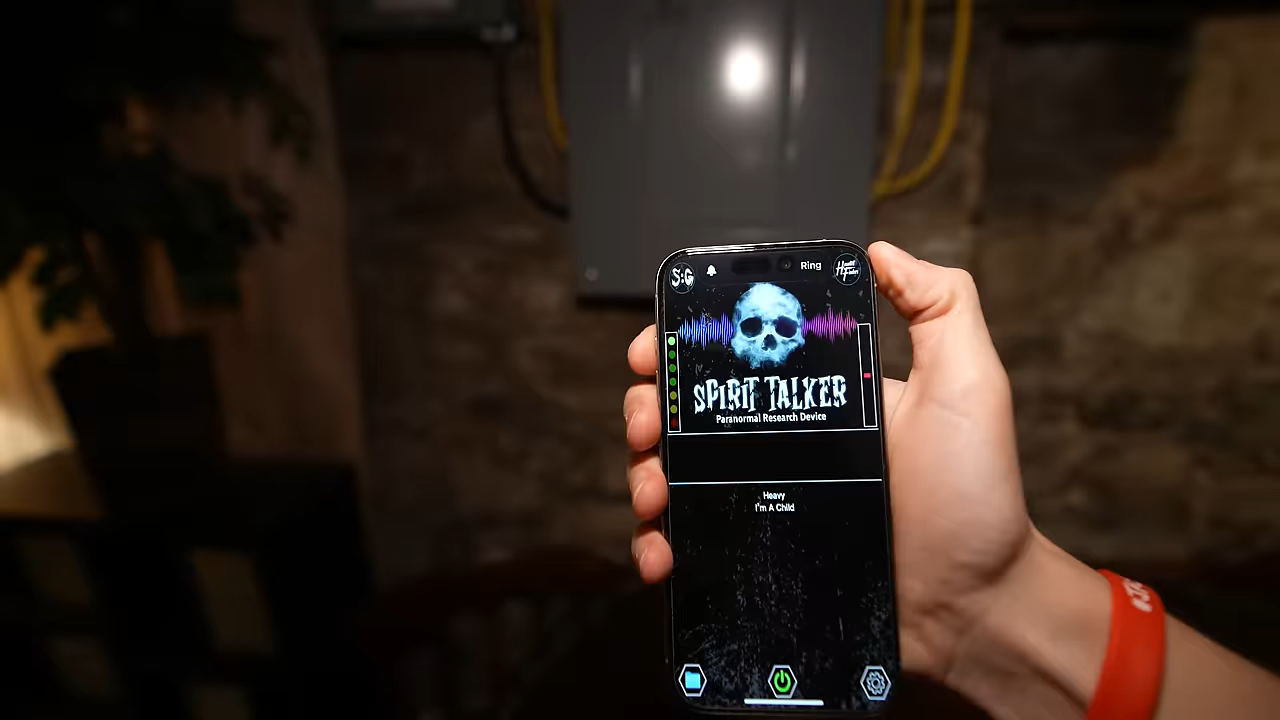 S:G
Ring
SPIRIT TALKER
Paranormal Research Device
Heavy
I'm A Child